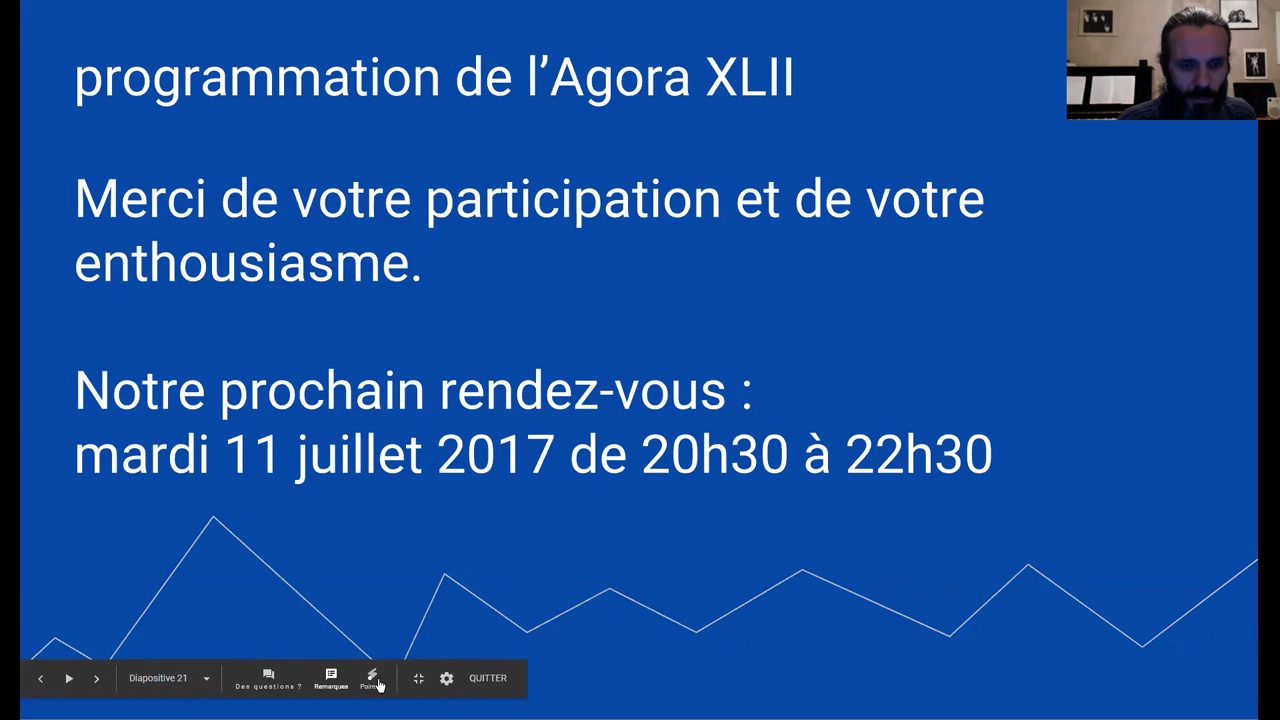 programmation de l’Agora XLII
Merci de votre participation et de votre
enthousiasme.
Notre prochain rendez-vous :
mardi 11 juillet 2017 de 20h30 à 22h30
Diapositive 21
Des questions ?
Remarques
QUITTER